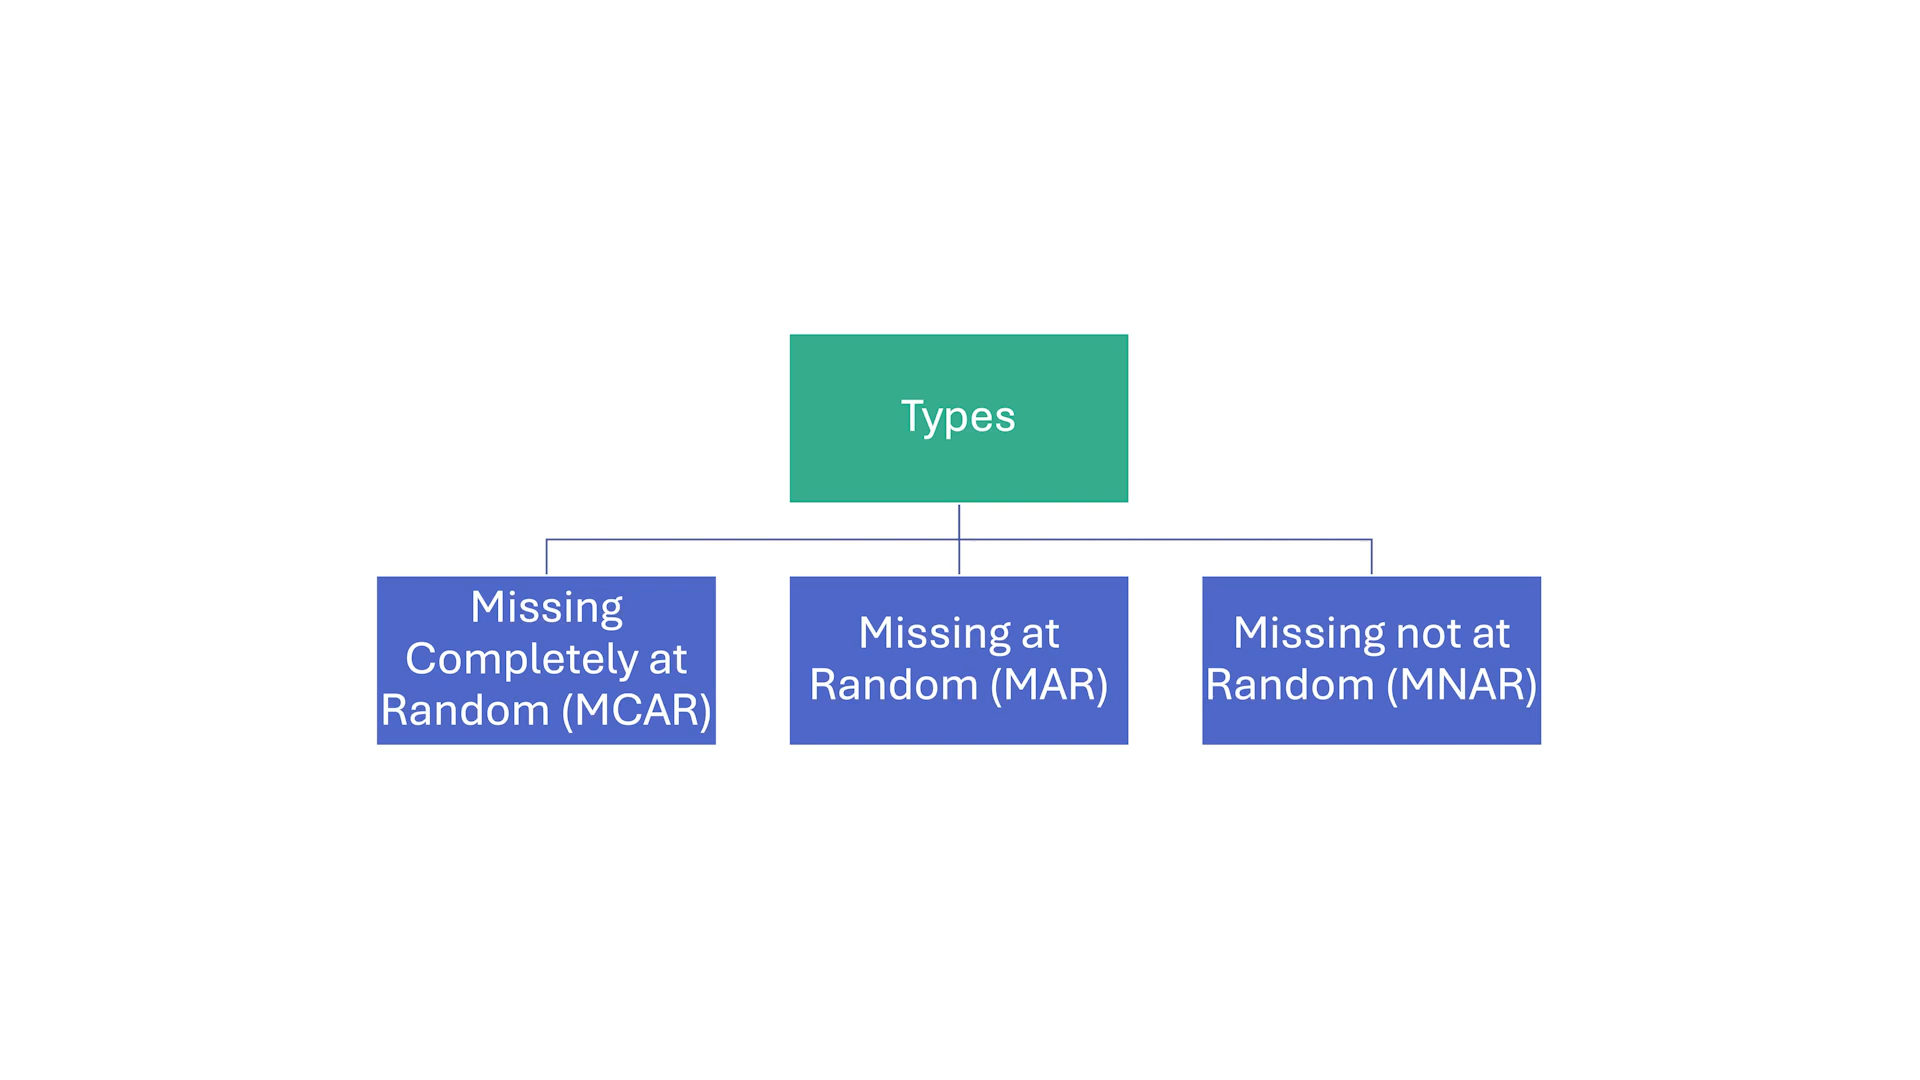 Types
Missing
Completely at
Random (MCAR)
Missing at
Random (MAR)
Missing not at
Random (MNAR)